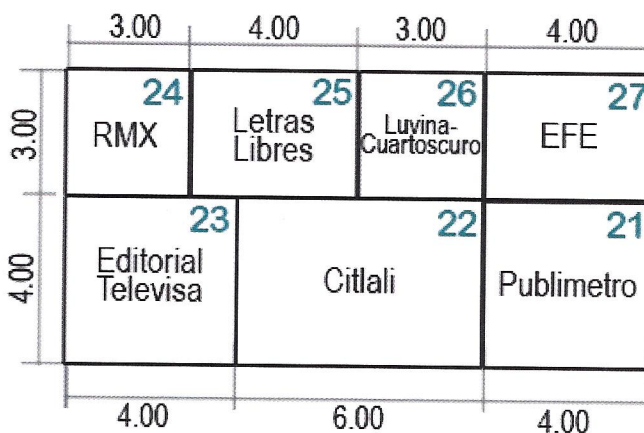 3.00 4.00 3.00 4.00
24 25 26 27
3.00
RMX
Letras
Libres
Luvina-
Cuartoscuro
EFE
23 22 21
4.00
Editorial
Televisa
Citlali
Publimetro
4.00 6.00 4.00